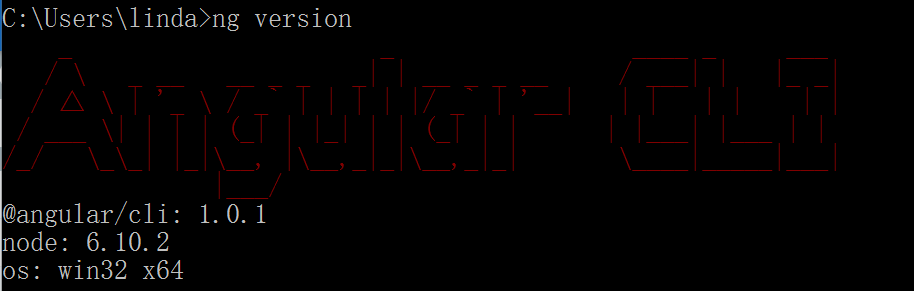 C:\Users\linda>ng version
Angular CLI
@angular/cli: 1.0.1
node: 6.10.2
os: win32 x64